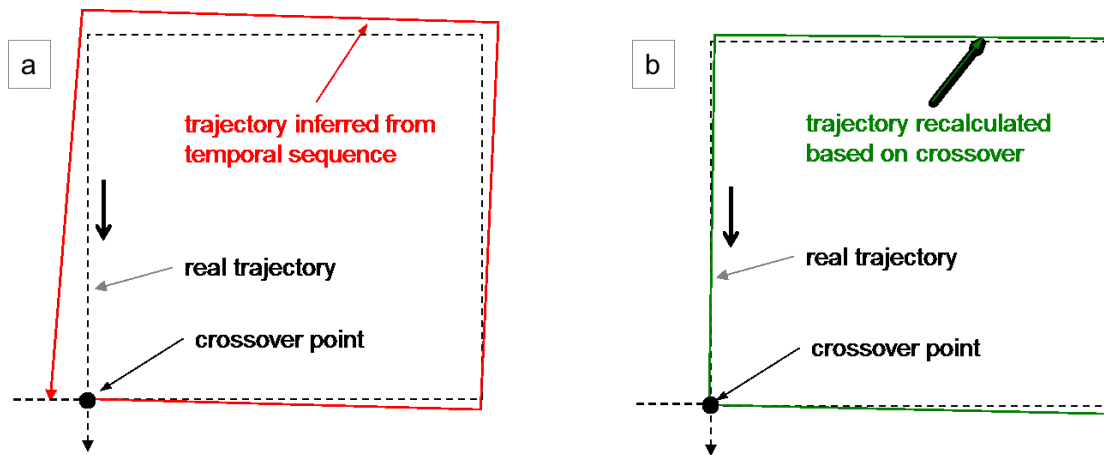 a
trajectory inferred from
temporal sequence
real trajectory
crossover point
b
trajectory recalculated
based on crossover
real trajectory
crossover point